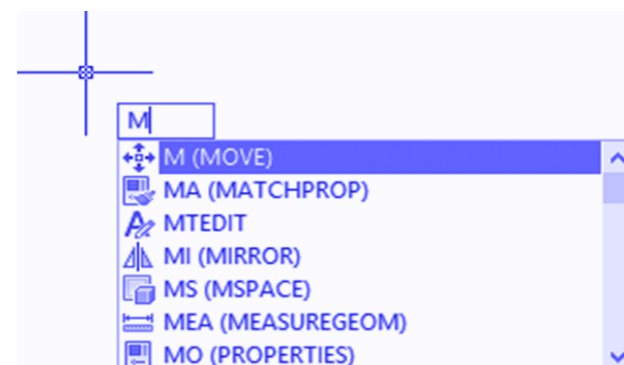 M
M (MOVE)
MA (MATCHPROP)
MTEDIT
MI (MIRROR)
MS (MSPACE)
MEA (MEASUREGEOM)
MO (PROPERTIES)